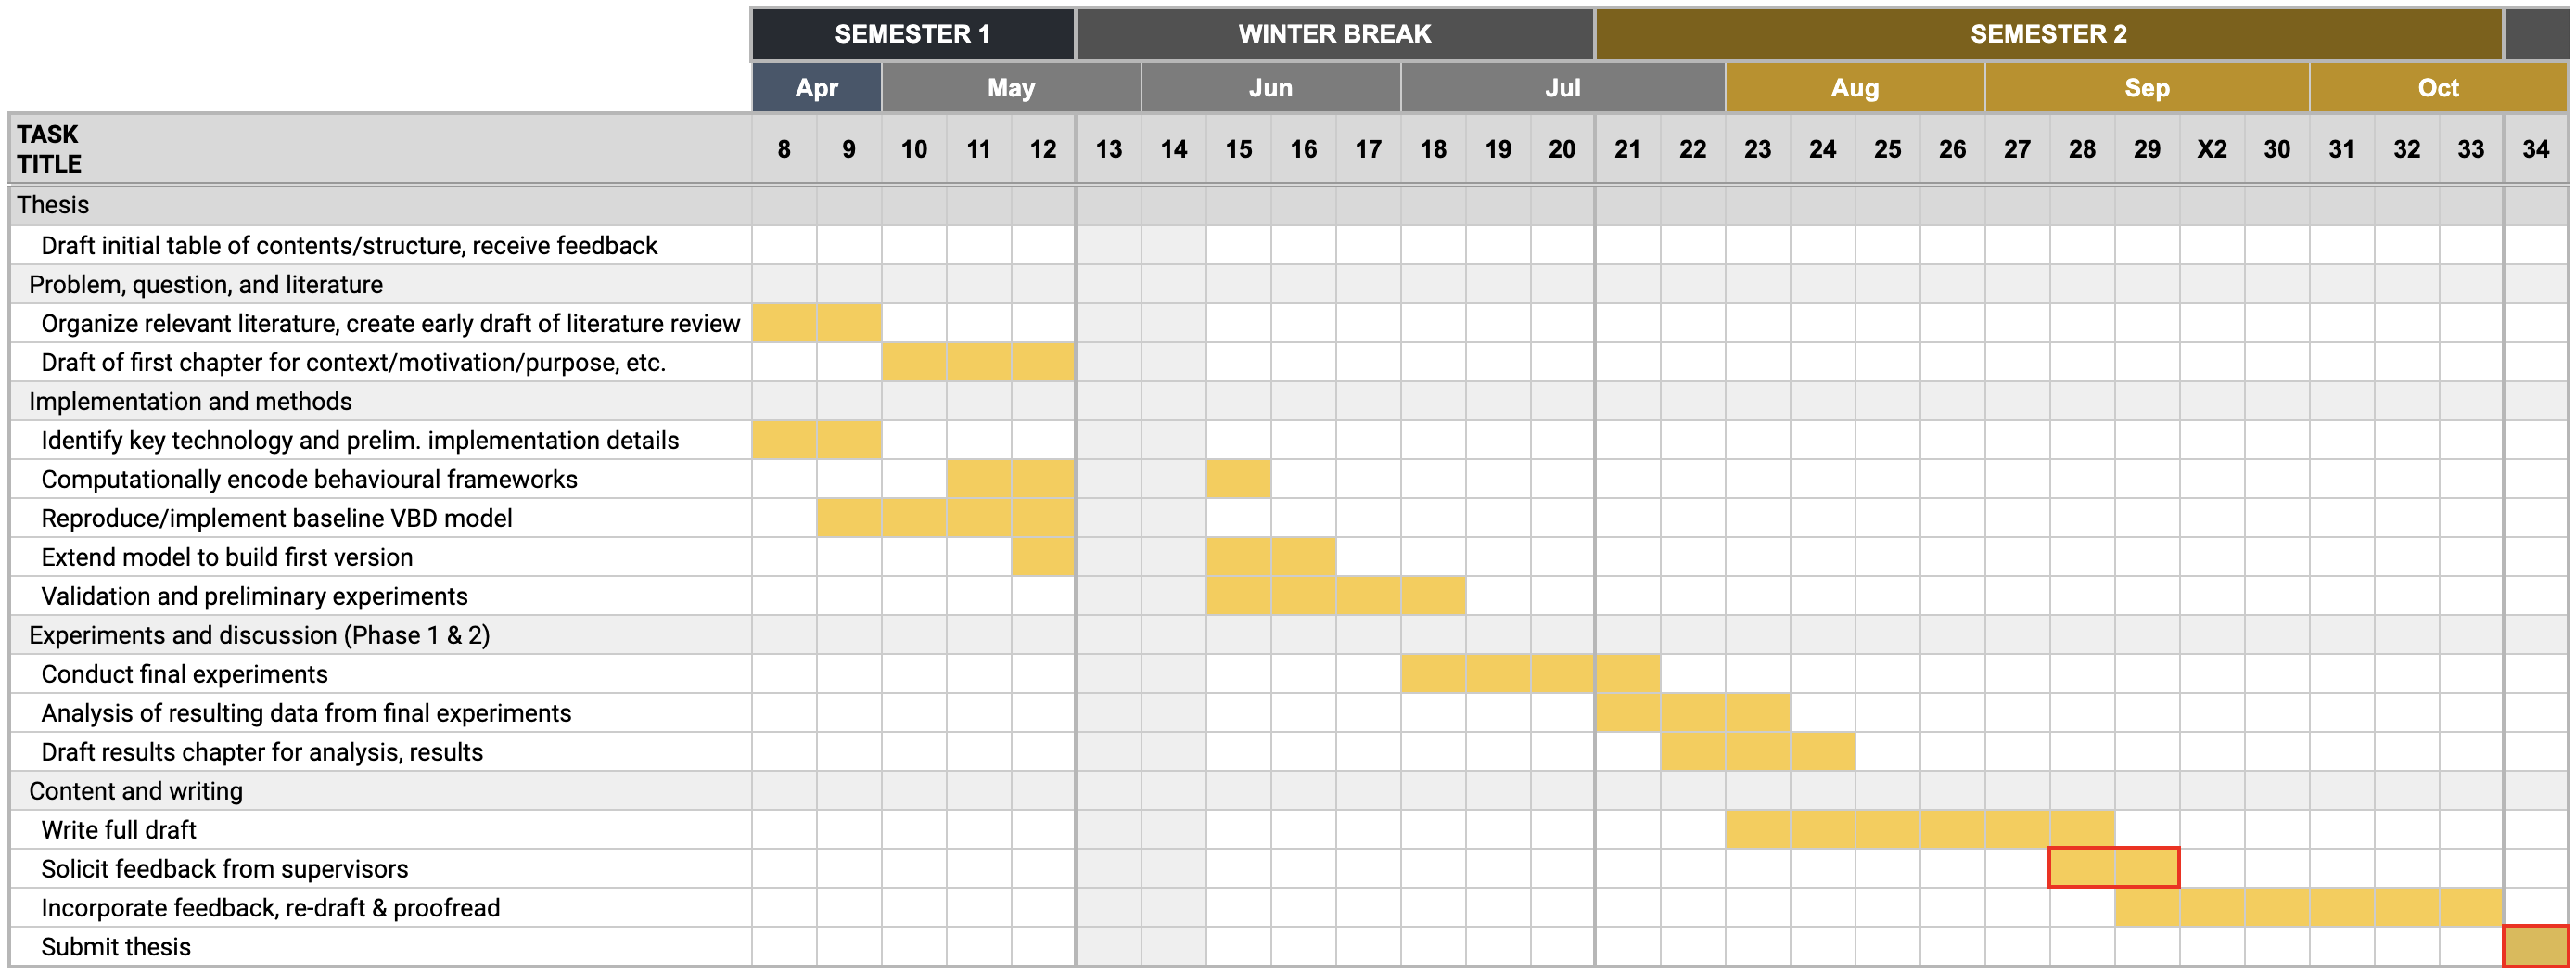 SEMESTER 1 WINTER BREAK SEMESTER 2
Apr May Jun Jul Aug Sep Oct
TASK
TITLE
8 9 10 11 12 13 14 15 16 17 18 19 20 21 22 23 24 25 26 27 28 29 X2 30 31 32 33 34
Thesis
Draft initial table of contents/structure, receive feedback
Problem, question, and literature
Organize relevant literature, create early draft of literature review
Draft of first chapter for context/motivation/purpose, etc.
Implementation and methods
Identify key technology and prelim. implementation details
Computationally encode behavioural frameworks
Reproduce/implement baseline VBD model
Extend model to build first version
Validation and preliminary experiments
Experiments and discussion (Phase 1 & 2)
Conduct final experiments
Analysis of resulting data from final experiments
Draft results chapter for analysis, results
Content and writing
Write full draft
Solicit feedback from supervisors
Incorporate feedback, re-draft & proofread
Submit thesis